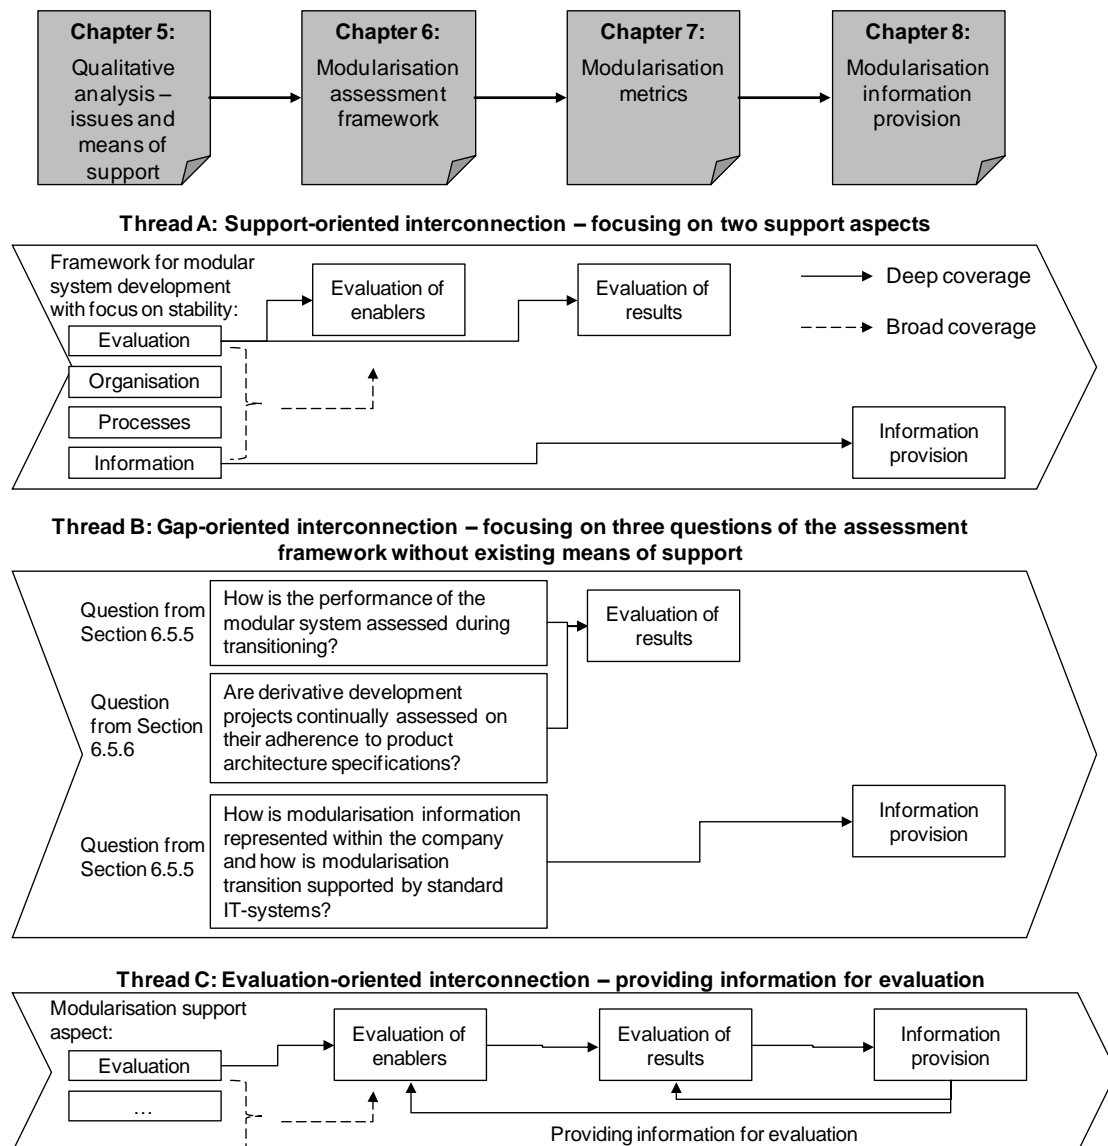 Chapter 5:
Qualitative
analysis –
issues and
means of
support
Chapter 6:
Modularisation
assessment
framework
Chapter 7:
Modularisation
metrics
Chapter 8:
Modularisation
information
provision
Thread A: Support-oriented interconnection – focusing on two support aspects
Framework for modular
system development
with focus on stability:
Evaluation
Organisation
Processes
Information
Evaluation of
enablers
Evaluation of
results
Deep coverage
Broad coverage
Information
provision
Thread B: Gap-oriented interconnection – focusing on three questions of the assessment
framework without existing means of support
Question from
Section 6.5.5
How is the performance of the
modular system assessed during
transitioning?
Evaluation of
results
Question
from Section
6.5.6
Are derivative development
projects continually assessed on
their adherence to product
architecture specifications?
Question from
Section 6.5.5
How is modularisation information
represented within the company
and how is modularisation
transition supported by standard
IT-systems?
Information
provision
Thread C: Evaluation-oriented interconnection – providing information for evaluation
Modularisation support
aspect:
Evaluation
...
Evaluation of
enablers
Evaluation of
results
Information
provision
Providing information for evaluation